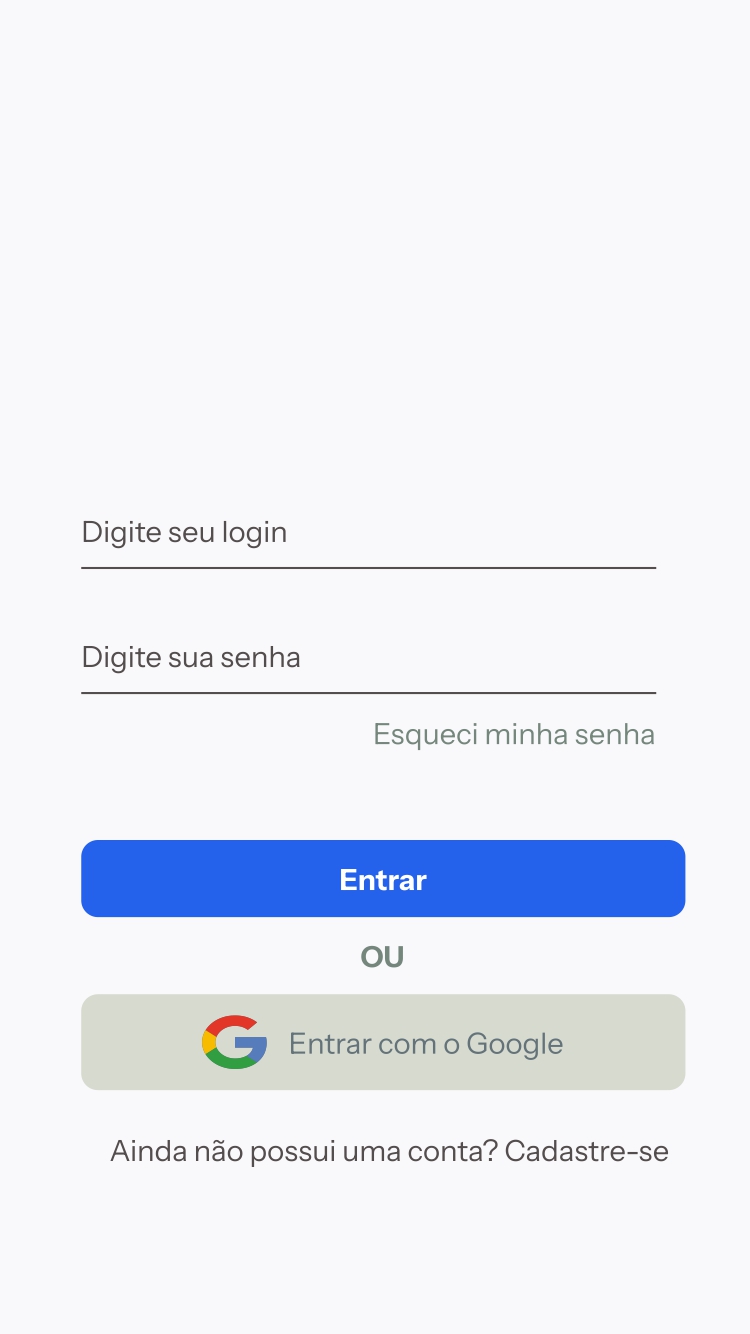 Digite seu login
Digite sua senha
Esqueci minha senha
Entrar
OU
Entrar com o Google
Ainda não possui uma conta? Cadastre-se